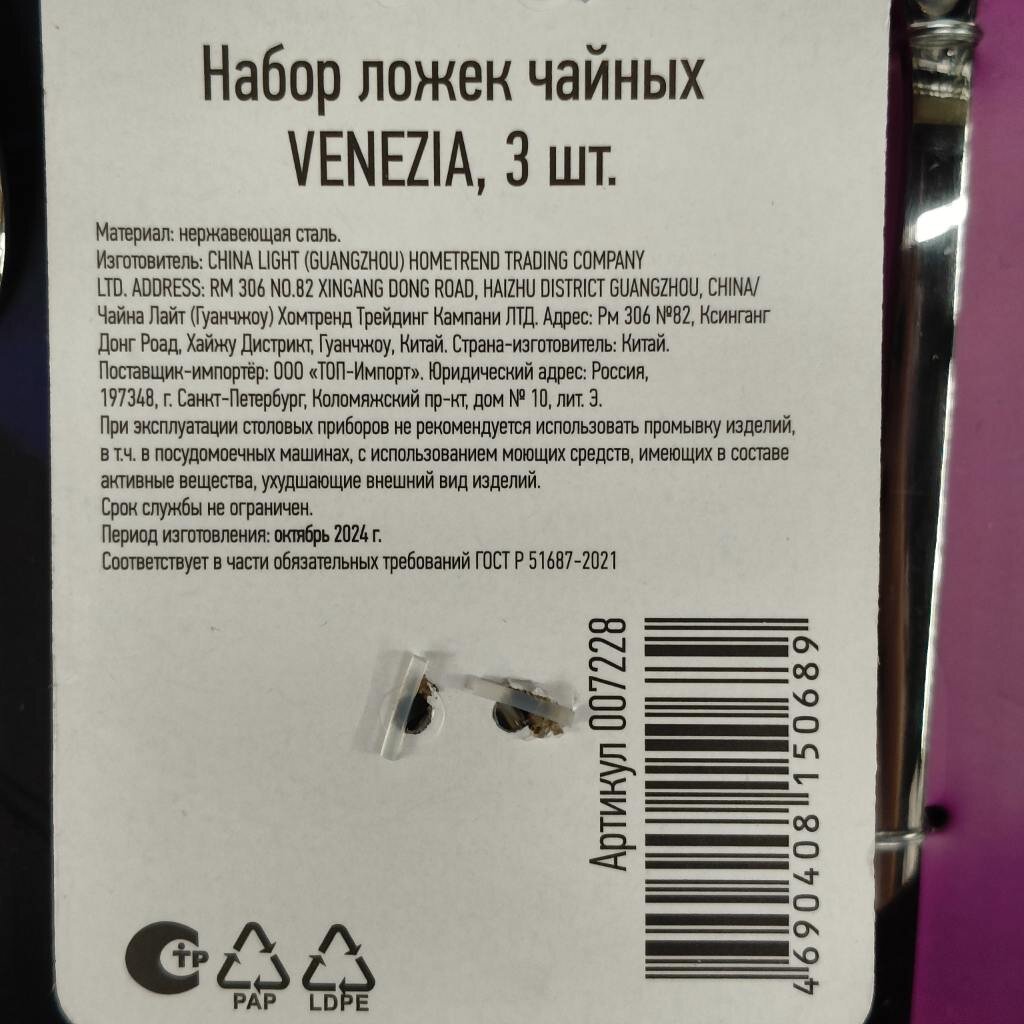 Набор ложек чайных
VENEZIA, 3 шт.
Материал: нержавеющая сталь.
Изготовитель: CHINA LIGHT (GUANGZHOU) HOMETREND TRADING COMPANY
LTD. ADDRESS: RM 306 NO.82 XINGANG DONG ROAD, HAIZHU DISTRICT GUANGZHOU, CHINA/
Чайна Лайт (Гуанчжоу) Хомтренд Трейдинг Кампани ЛТД. Адрес: Рм 306 №82, Ксинганг
Донг Роад, Хайжу Дистрикт, Гуанчжоу, Китай. Страна-изготовитель: Китай.
Поставщик-импортёр: ООО «ТОП-Импорт». Юридический адрес: Россия,
197348, г. Санкт-Петербург, Коломяжский пр-кт, дом № 10, лит. Э.
При эксплуатации столовых приборов не рекомендуется использовать промывку изделий,
в т.ч. в посудомоечных машинах, с использованием моющих средств, имеющих в составе
активные вещества, ухудшающие внешний вид изделий.
Срок службы не ограничен.
Период изготовления: октябрь 2024 г.
Соответствует в части обязательных требований ГОСТ Р 51687-2021
Артикул 007228
4690408150689
ТР
PAP
LDPE